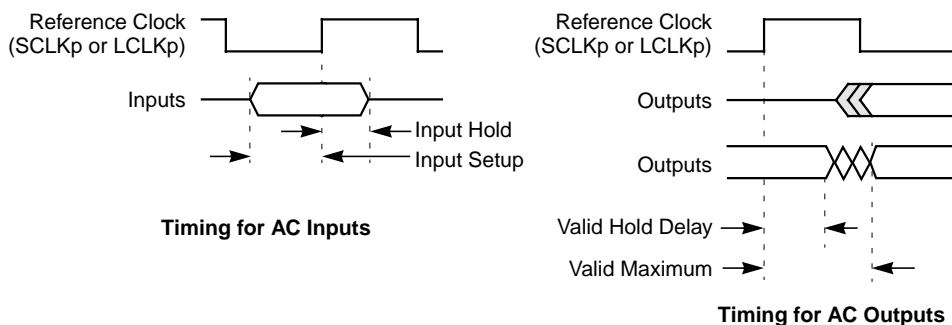 Reference Clock
(SCLKp or LCLKp)
Inputs
Input Hold
Input Setup
Timing for AC Inputs
Reference Clock
(SCLKp or LCLKp)
Outputs
Outputs
Valid Hold Delay
Valid Maximum
Timing for AC Outputs